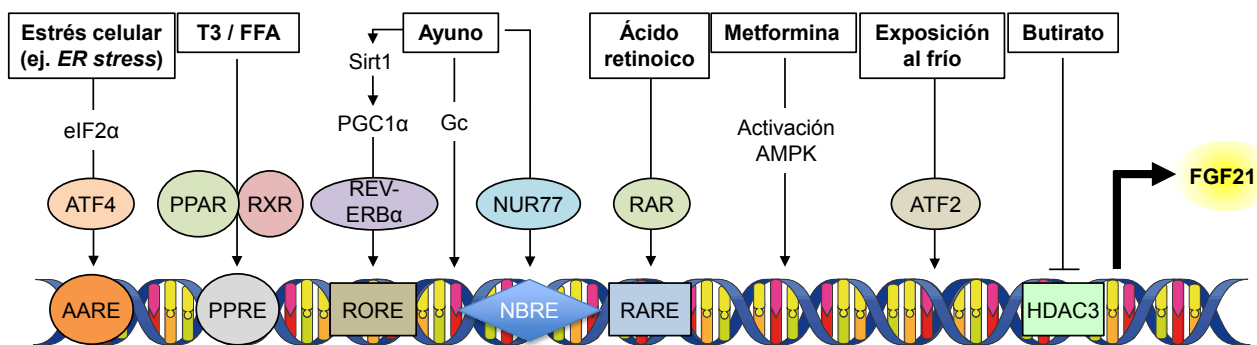 Estrés celular
(ej. ER stress)
T3 / FFA
Ayuno
Ácido
retinoico
Metformina
Exposición
al frío
Butirato
Sirt1
eIF2α
PGC1α
Gc
Activación
AMPK
ATF4
PPAR
RXR
REV-
ERBα
NUR77
RAR
ATF2
FGF21
AARE
PPRE
RORE
NBRE
RARE
HDAC3